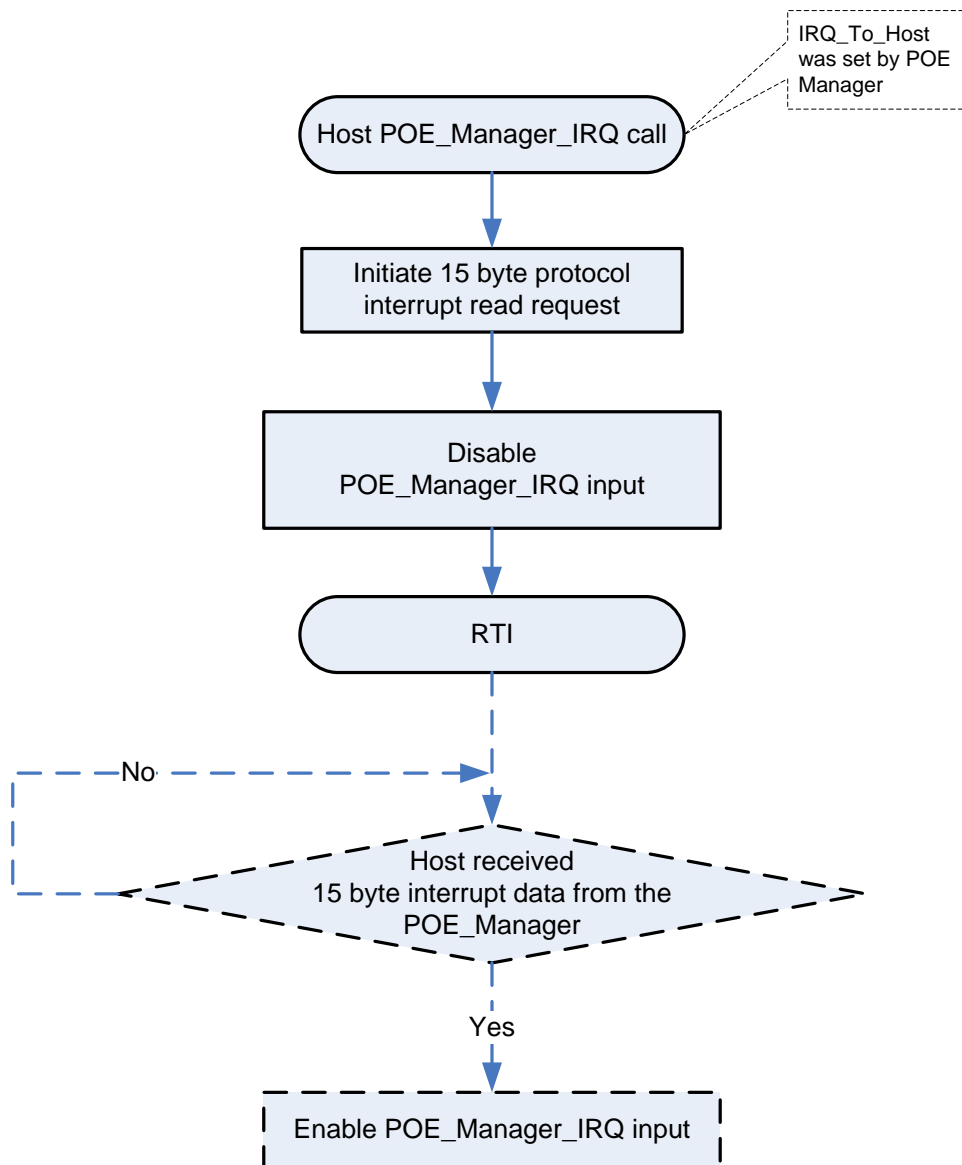 IRQ_To_Host
was set by POE
Manager
Host POE_Manager_IRQ call
Initiate 15 byte protocol
interrupt read request
Disable
POE_Manager_IRQ input
RTI
No
Host received
15 byte interrupt data from the
POE_Manager
Yes
Enable POE_Manager_IRQ input